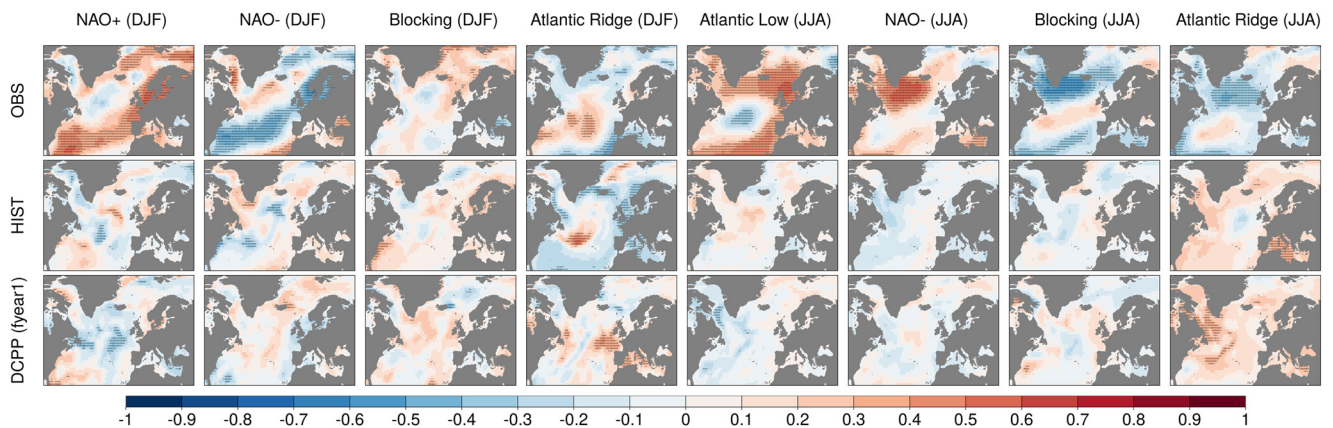 NAO+ (DJF) NAO- (DJF) Blocking (DJF) Atlantic Ridge (DJF) Atlantic Low (JJA) NAO- (JJA) Blocking (JJA) Atlantic Ridge (JJA)
OBS
HIST
DCPP (fyear1)
-1 -0.9 -0.8 -0.7 -0.6 -0.5 -0.4 -0.3 -0.2 -0.1 0 0.1 0.2 0.3 0.4 0.5 0.6 0.7 0.8 0.9 1